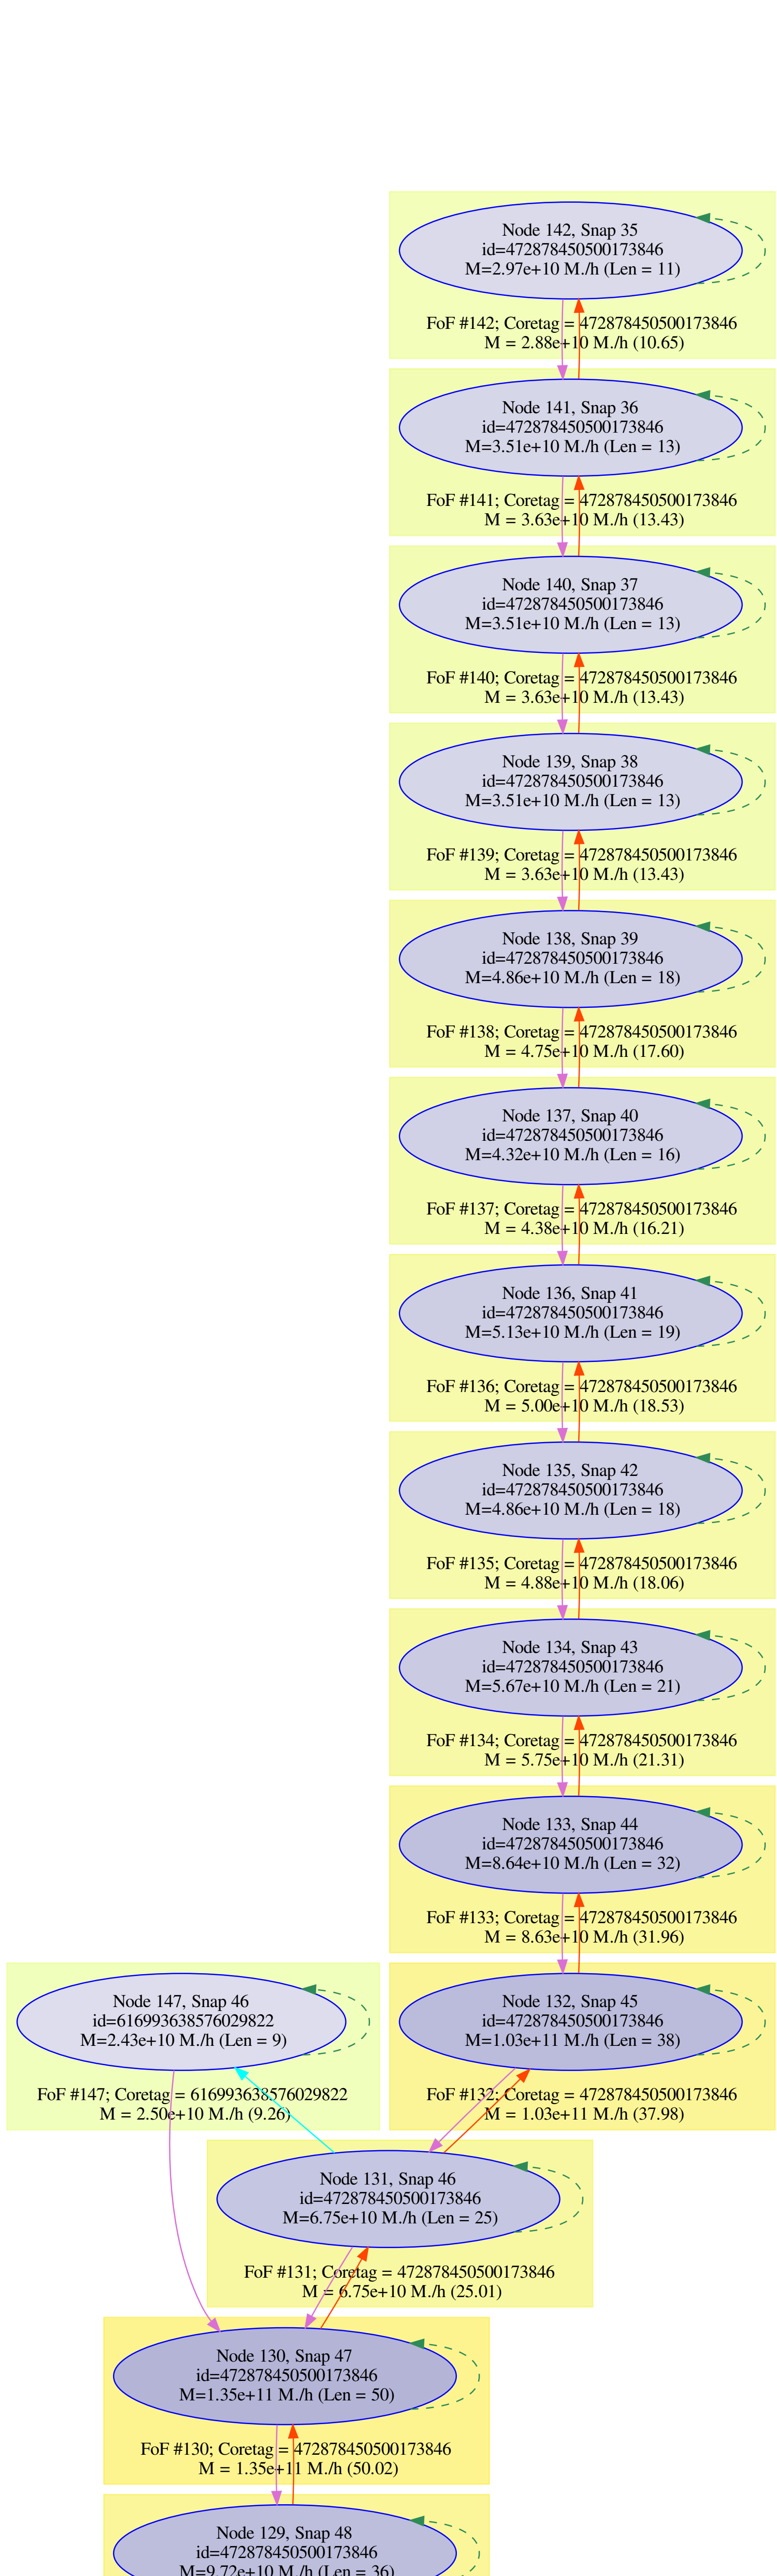 Node 142, Snap 35
id=472878450500173846
M=2.97e+10 M./h (Len = 11)
FoF #142; Coretag = 472878450500173846
M = 2.88e+10 M./h (10.65)
Node 141, Snap 36
id=472878450500173846
M=3.51e+10 M./h (Len = 13)
FoF #141; Coretag = 472878450500173846
M = 3.63e+10 M./h (13.43)
Node 140, Snap 37
id=472878450500173846
M=3.51e+10 M./h (Len = 13)
FoF #140; Coretag = 472878450500173846
M = 3.63e+10 M./h (13.43)
Node 139, Snap 38
id=472878450500173846
M=3.51e+10 M./h (Len = 13)
FoF #139; Coretag = 472878450500173846
M = 3.63e+10 M./h (13.43)
Node 138, Snap 39
id=472878450500173846
M=4.86e+10 M./h (Len = 18)
FoF #138; Coretag = 472878450500173846
M = 4.75e+10 M./h (17.60)
Node 137, Snap 40
id=472878450500173846
M=4.32e+10 M./h (Len = 16)
FoF #137; Coretag = 472878450500173846
M = 4.38e+10 M./h (16.21)
Node 136, Snap 41
id=472878450500173846
M=5.13e+10 M./h (Len = 19)
FoF #136; Coretag = 472878450500173846
M = 5.00e+10 M./h (18.53)
Node 135, Snap 42
id=472878450500173846
M=4.86e+10 M./h (Len = 18)
FoF #135; Coretag = 472878450500173846
M = 4.88e+10 M./h (18.06)
Node 134, Snap 43
id=472878450500173846
M=5.67e+10 M./h (Len = 21)
FoF #134; Coretag = 472878450500173846
M = 5.75e+10 M./h (21.31)
Node 133, Snap 44
id=472878450500173846
M=8.64e+10 M./h (Len = 32)
FoF #133; Coretag = 472878450500173846
M = 8.63e+10 M./h (31.96)
Node 147, Snap 46
id=616993638576029822
M=2.43e+10 M./h (Len = 9)
FoF #147; Coretag = 616993638576029822
M = 2.50e+10 M./h (9.26)
Node 132, Snap 45
id=472878450500173846
M=1.03e+11 M./h (Len = 38)
FoF #132; Coretag = 472878450500173846
M = 1.03e+11 M./h (37.98)
Node 131, Snap 46
id=472878450500173846
M=6.75e+10 M./h (Len = 25)
FoF #131; Coretag = 472878450500173846
M = 6.75e+10 M./h (25.01)
Node 130, Snap 47
id=472878450500173846
M=1.35e+11 M./h (Len = 50)
FoF #130; Coretag = 472878450500173846
M = 1.35e+11 M./h (50.02)
Node 129, Snap 48
id=472878450500173846
M=9.72e+10 M./h (Len = 36)